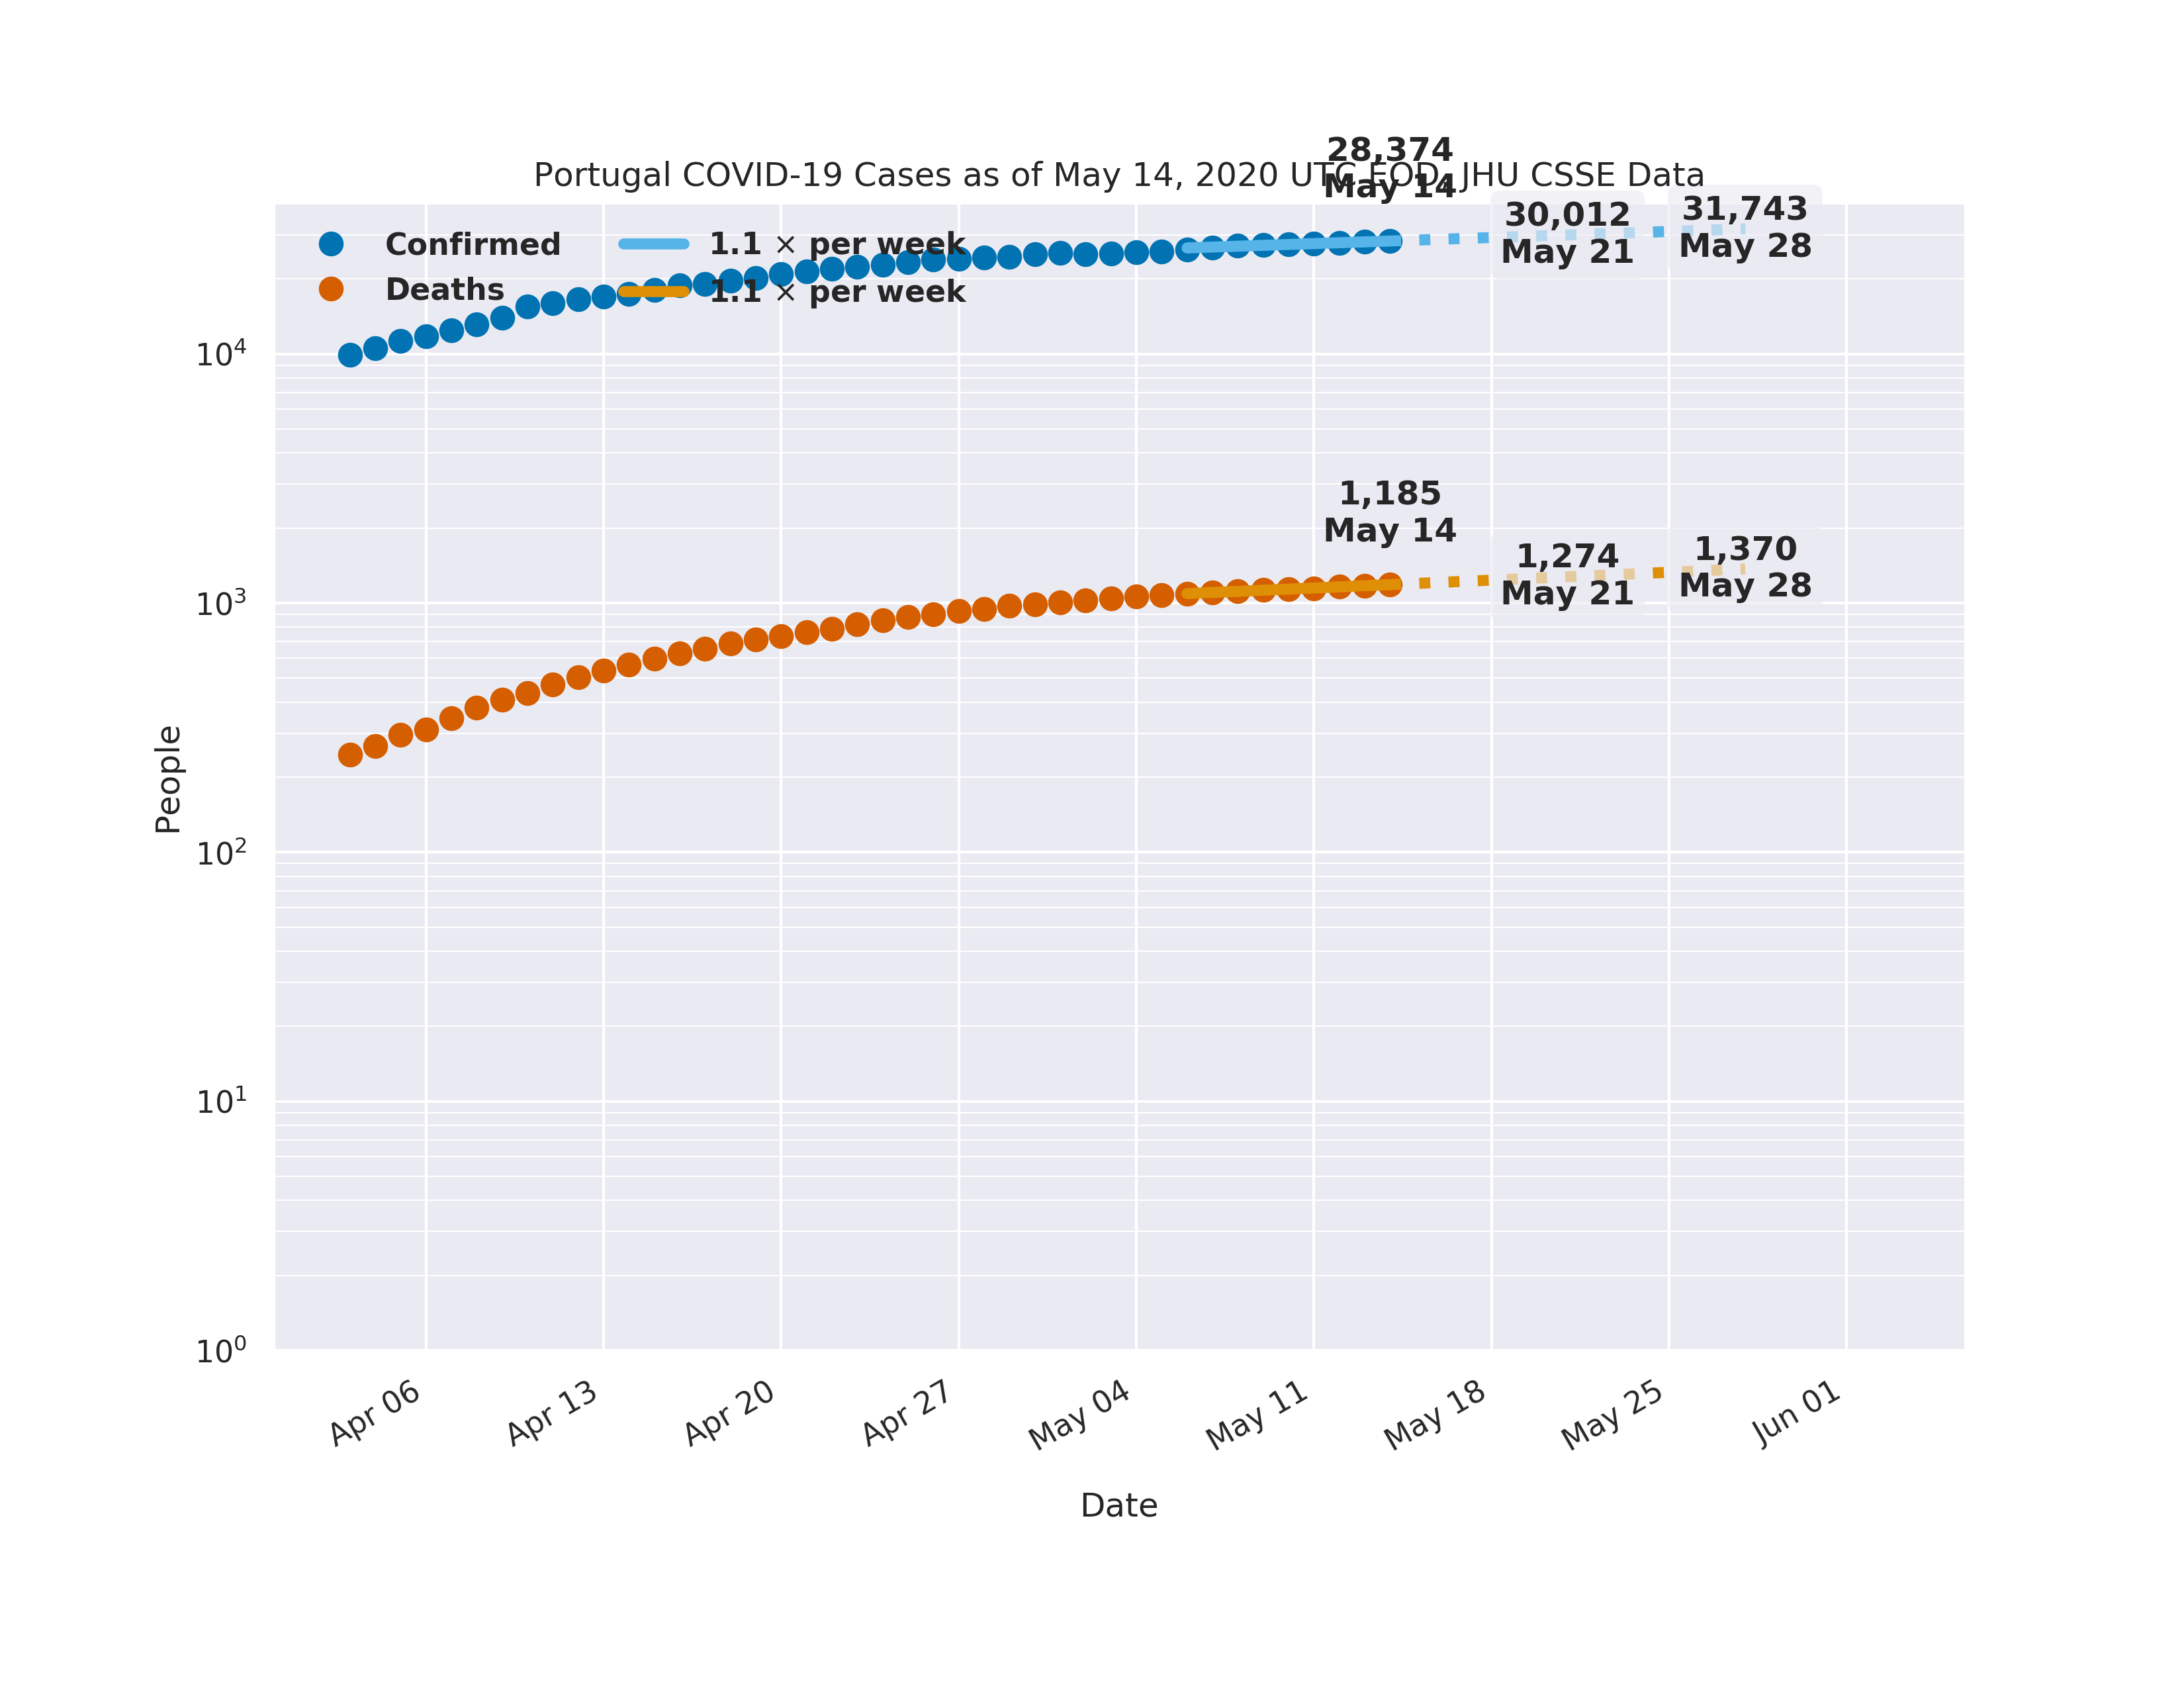 28,374
May 14
Portugal COVID-19 Cases as of May 14, 2020 UTC EOD, JHU CSSE Data
30,012
May 21
31,743
May 28
Confirmed
Deaths
1.1 × per week
1.1 × per week
1,185
May 14
1,274
May 21
1,370
May 28
People
10⁴
10³
10²
10¹
10⁰
Apr 06
Apr 13
Apr 20
Apr 27
May 04
May 11
May 18
May 25
Jun 01
Date